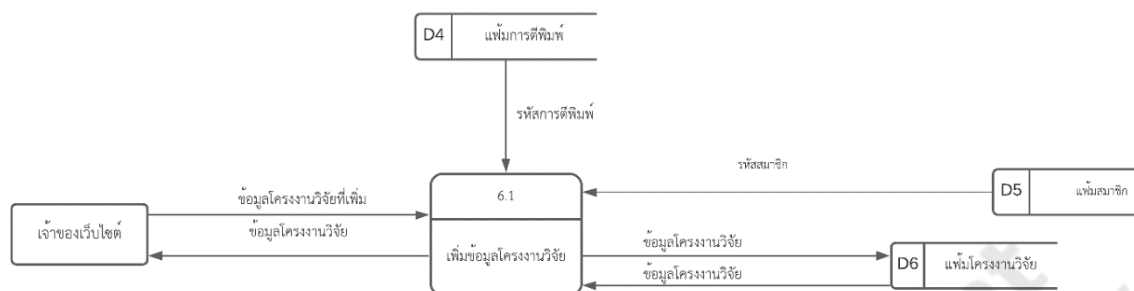 D4 แฟ้มการตีพิมพ์
รหัสการตีพิมพ์
รหัสสมาชิก
D5 แฟ้มสมาชิก
ข้อมูลโครงงานวิจัยที่เพิ่ม
6.1
เจ้าของเว็บไซต์
ข้อมูลโครงงานวิจัย
เพิ่มข้อมูลโครงงานวิจัย
ข้อมูลโครงงานวิจัย
D6 แฟ้มโครงงานวิจัย
ข้อมูลโครงงานวิจัย